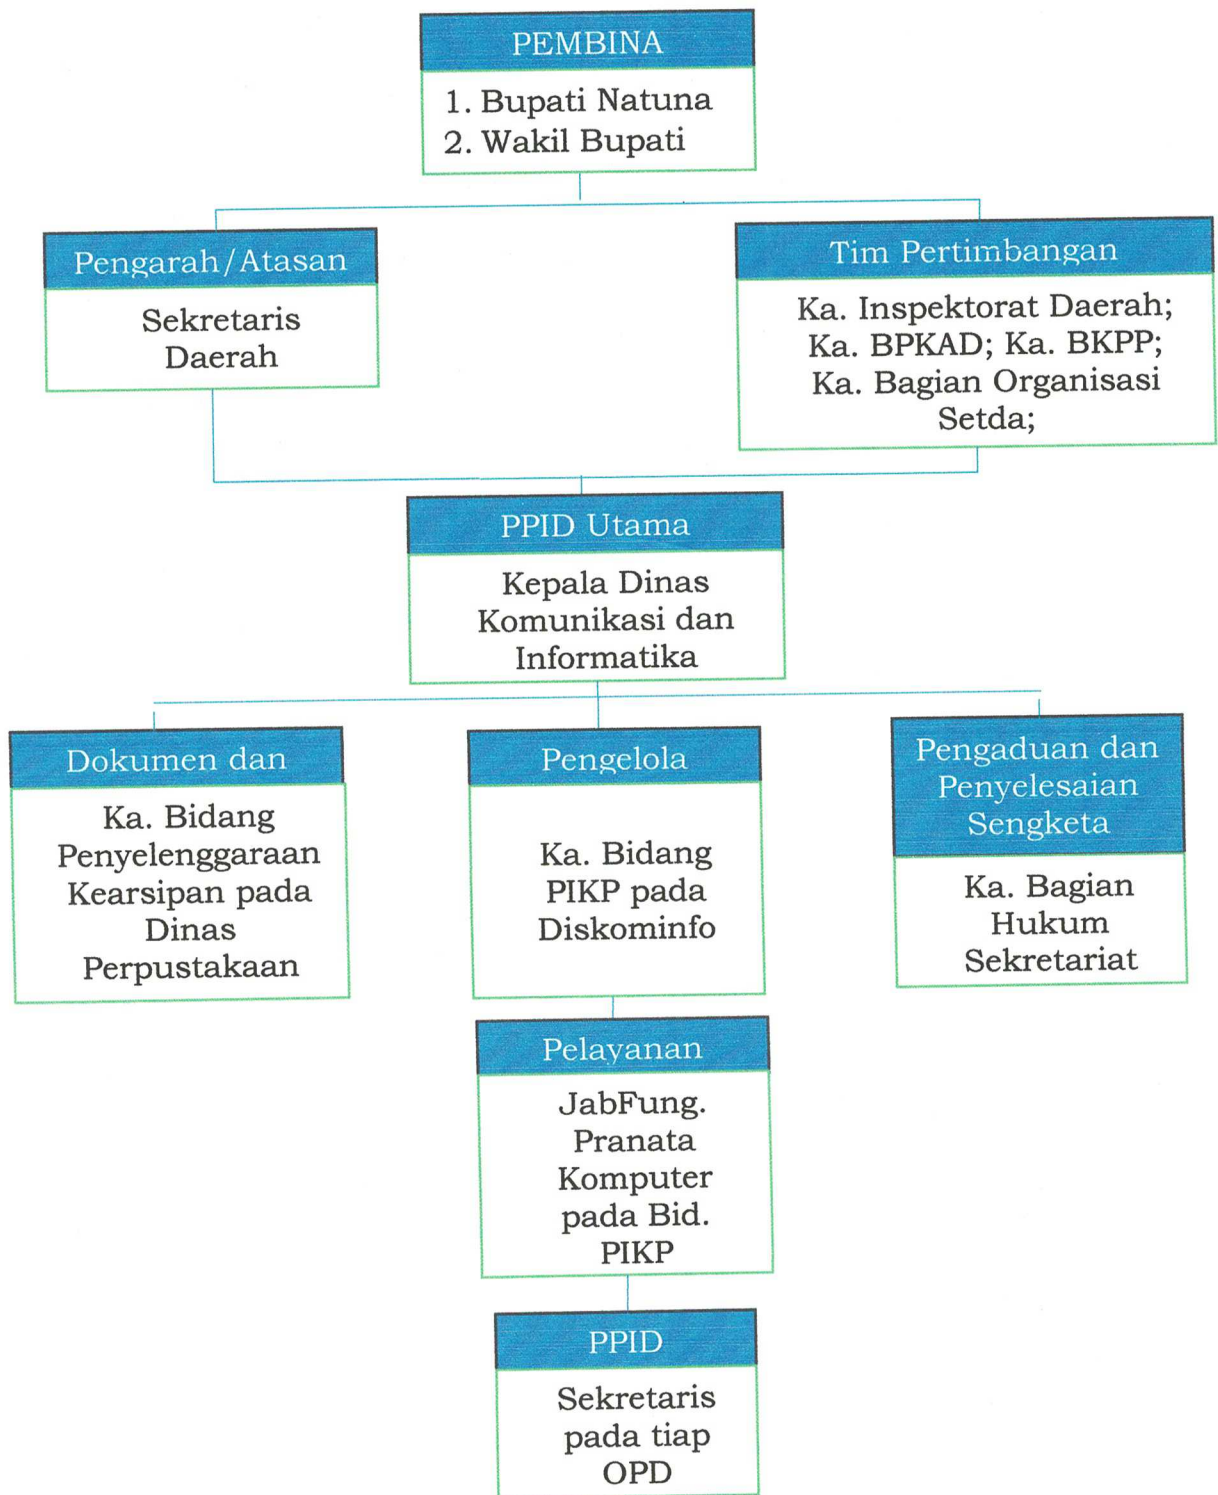 PEMBINA
1. Bupati Natuna
2. Wakil Bupati
Pengarah/Atasan
Sekretaris
Daerah
Tim Pertimbangan
Ka. Inspektorat Daerah;
Ka. BPKAD; Ka. BKPP;
Ka. Bagian Organisasi
Setda;
PPID Utama
Kepala Dinas
Komunikasi dan
Informatika
Dokumen dan
Ka. Bidang
Penyelenggaraan
Kearsipan pada
Dinas
Perpustakaan
Pengelola
Ka. Bidang
PIKP pada
Diskominfo
Pengaduan dan
Penyelesaian
Sengketa
Ka. Bagian
Hukum
Sekretariat
Pelayanan
JabFung.
Pranata
Komputer
pada Bid.
PIKP
PPID
Sekretaris
pada tiap
OPD